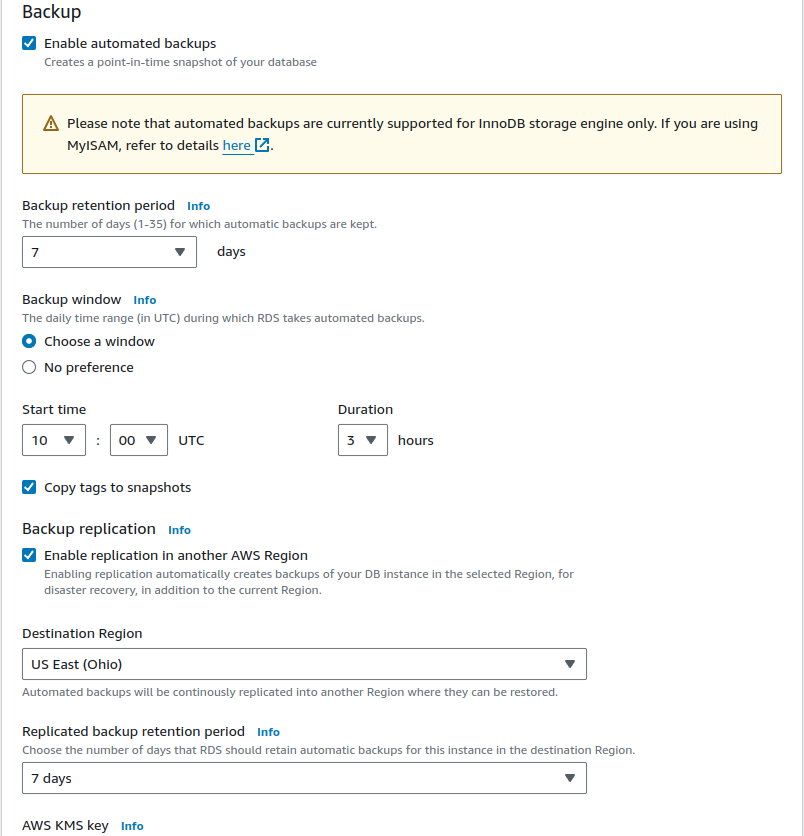 Backup
Enable automated backups
Creates a point-in-time snapshot of your database
Please note that automated backups are currently supported for InnoDB storage engine only. If you are using
MyISAM, refer to details here.
Backup retention period Info
The number of days (1-35) for which automatic backups are kept.
7 days
Backup window Info
The daily time range (in UTC) during which RDS takes automated backups.
Choose a window
No preference
Start time Duration
10 : 00 UTC 3 hours
Copy tags to snapshots
Backup replication Info
Enable replication in another AWS Region
Enabling replication automatically creates backups of your DB instance in the selected Region, for
disaster recovery, in addition to the current Region.
Destination Region
US East (Ohio)
Automated backups will be continously replicated into another Region where they can be restored.
Replicated backup retention period Info
Choose the number of days that RDS should retain automatic backups for this instance in the destination Region.
7 days
AWS KMS key Info